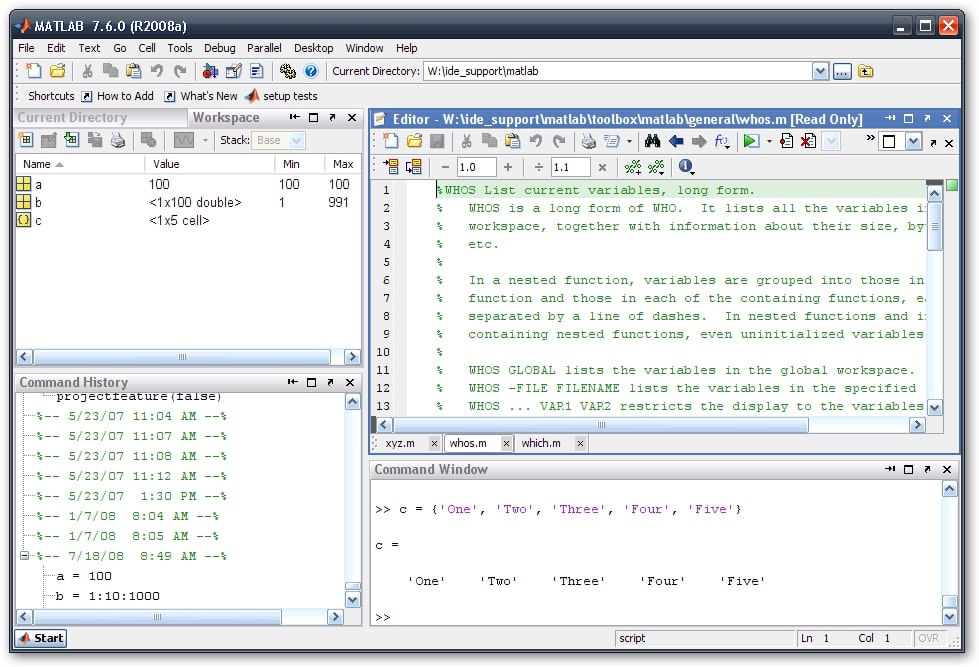 MATLAB 7.6.0 (R2008a)
File Edit Text Go Cell Tools Debug Parallel Desktop Window Help
Current Directory: W:\ide_support\matlab
Shortcuts How to Add What's New setup tests
Current Directory Workspace
Stack: Base
Name Value Min Max
a 100 100 100
b <1x100 double> 1 991
c <1x5 cell>
Command History
projectfeature(false)
%-- 5/23/07 11:04 AM --%
%-- 5/23/07 11:07 AM --%
%-- 5/23/07 11:08 AM --%
%-- 5/23/07 11:12 AM --%
%-- 5/23/07 1:30 PM --%
%-- 1/7/08 8:04 AM --%
%-- 1/7/08 8:05 AM --%
%-- 7/18/08 8:49 AM --%
a = 100
b = 1:10:1000
Editor - W:\ide_support\matlab\toolbox\matlab\general\whos.m [Read Only]
1.0 1.1
1 %WHOS List current variables, long form.
2 % WHOS is a long form of WHO. It lists all the variables i
3 % workspace, together with information about their size, by
4 % etc.
5 %
6 % In a nested function, variables are grouped into those in
7 % function and those in each of the containing functions, e
8 % separated by a line of dashes. In nested functions and i
9 % containing nested functions, even uninitialized variables
10 %
11 % WHOS GLOBAL lists the variables in the global workspace.
12 % WHOS -FILE FILENAME lists the variables in the specified
13 % WHOS ... VAR1 VAR2 restricts the display to the variables
xyz.m whos.m which.m
Command Window
>> c = {'One', 'Two', 'Three', 'Four', 'Five'}
c =
'One' 'Two' 'Three' 'Four' 'Five'
>>
Start script Ln 1 Col 1 OVR